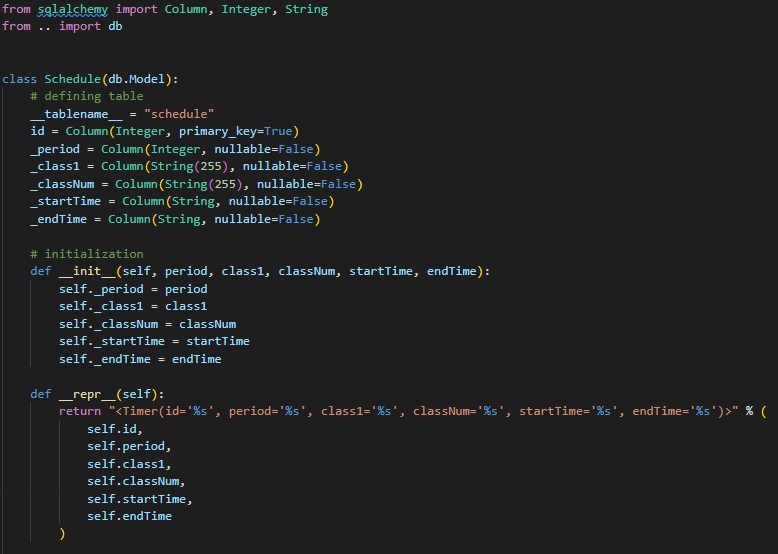 from sqlalchemy import Column, Integer, String
from .. import db
class Schedule(db.Model):
# defining table
__tablename__ = "schedule"
id = Column(Integer, primary_key=True)
_period = Column(Integer, nullable=False)
_class1 = Column(String(255), nullable=False)
_classNum = Column(String(255), nullable=False)
_startTime = Column(String, nullable=False)
_endTime = Column(String, nullable=False)
# initialization
def __init__(self, period, class1, classNum, startTime, endTime):
self._period = period
self._class1 = class1
self._classNum = classNum
self._startTime = startTime
self._endTime = endTime
def __repr__(self):
return "<Timer(id='%s', period='%s', class1='%s', classNum='%s', startTime='%s', endTime='%s')>" % (
self.id,
self.period,
self.class1,
self.classNum,
self.startTime,
self.endTime
)